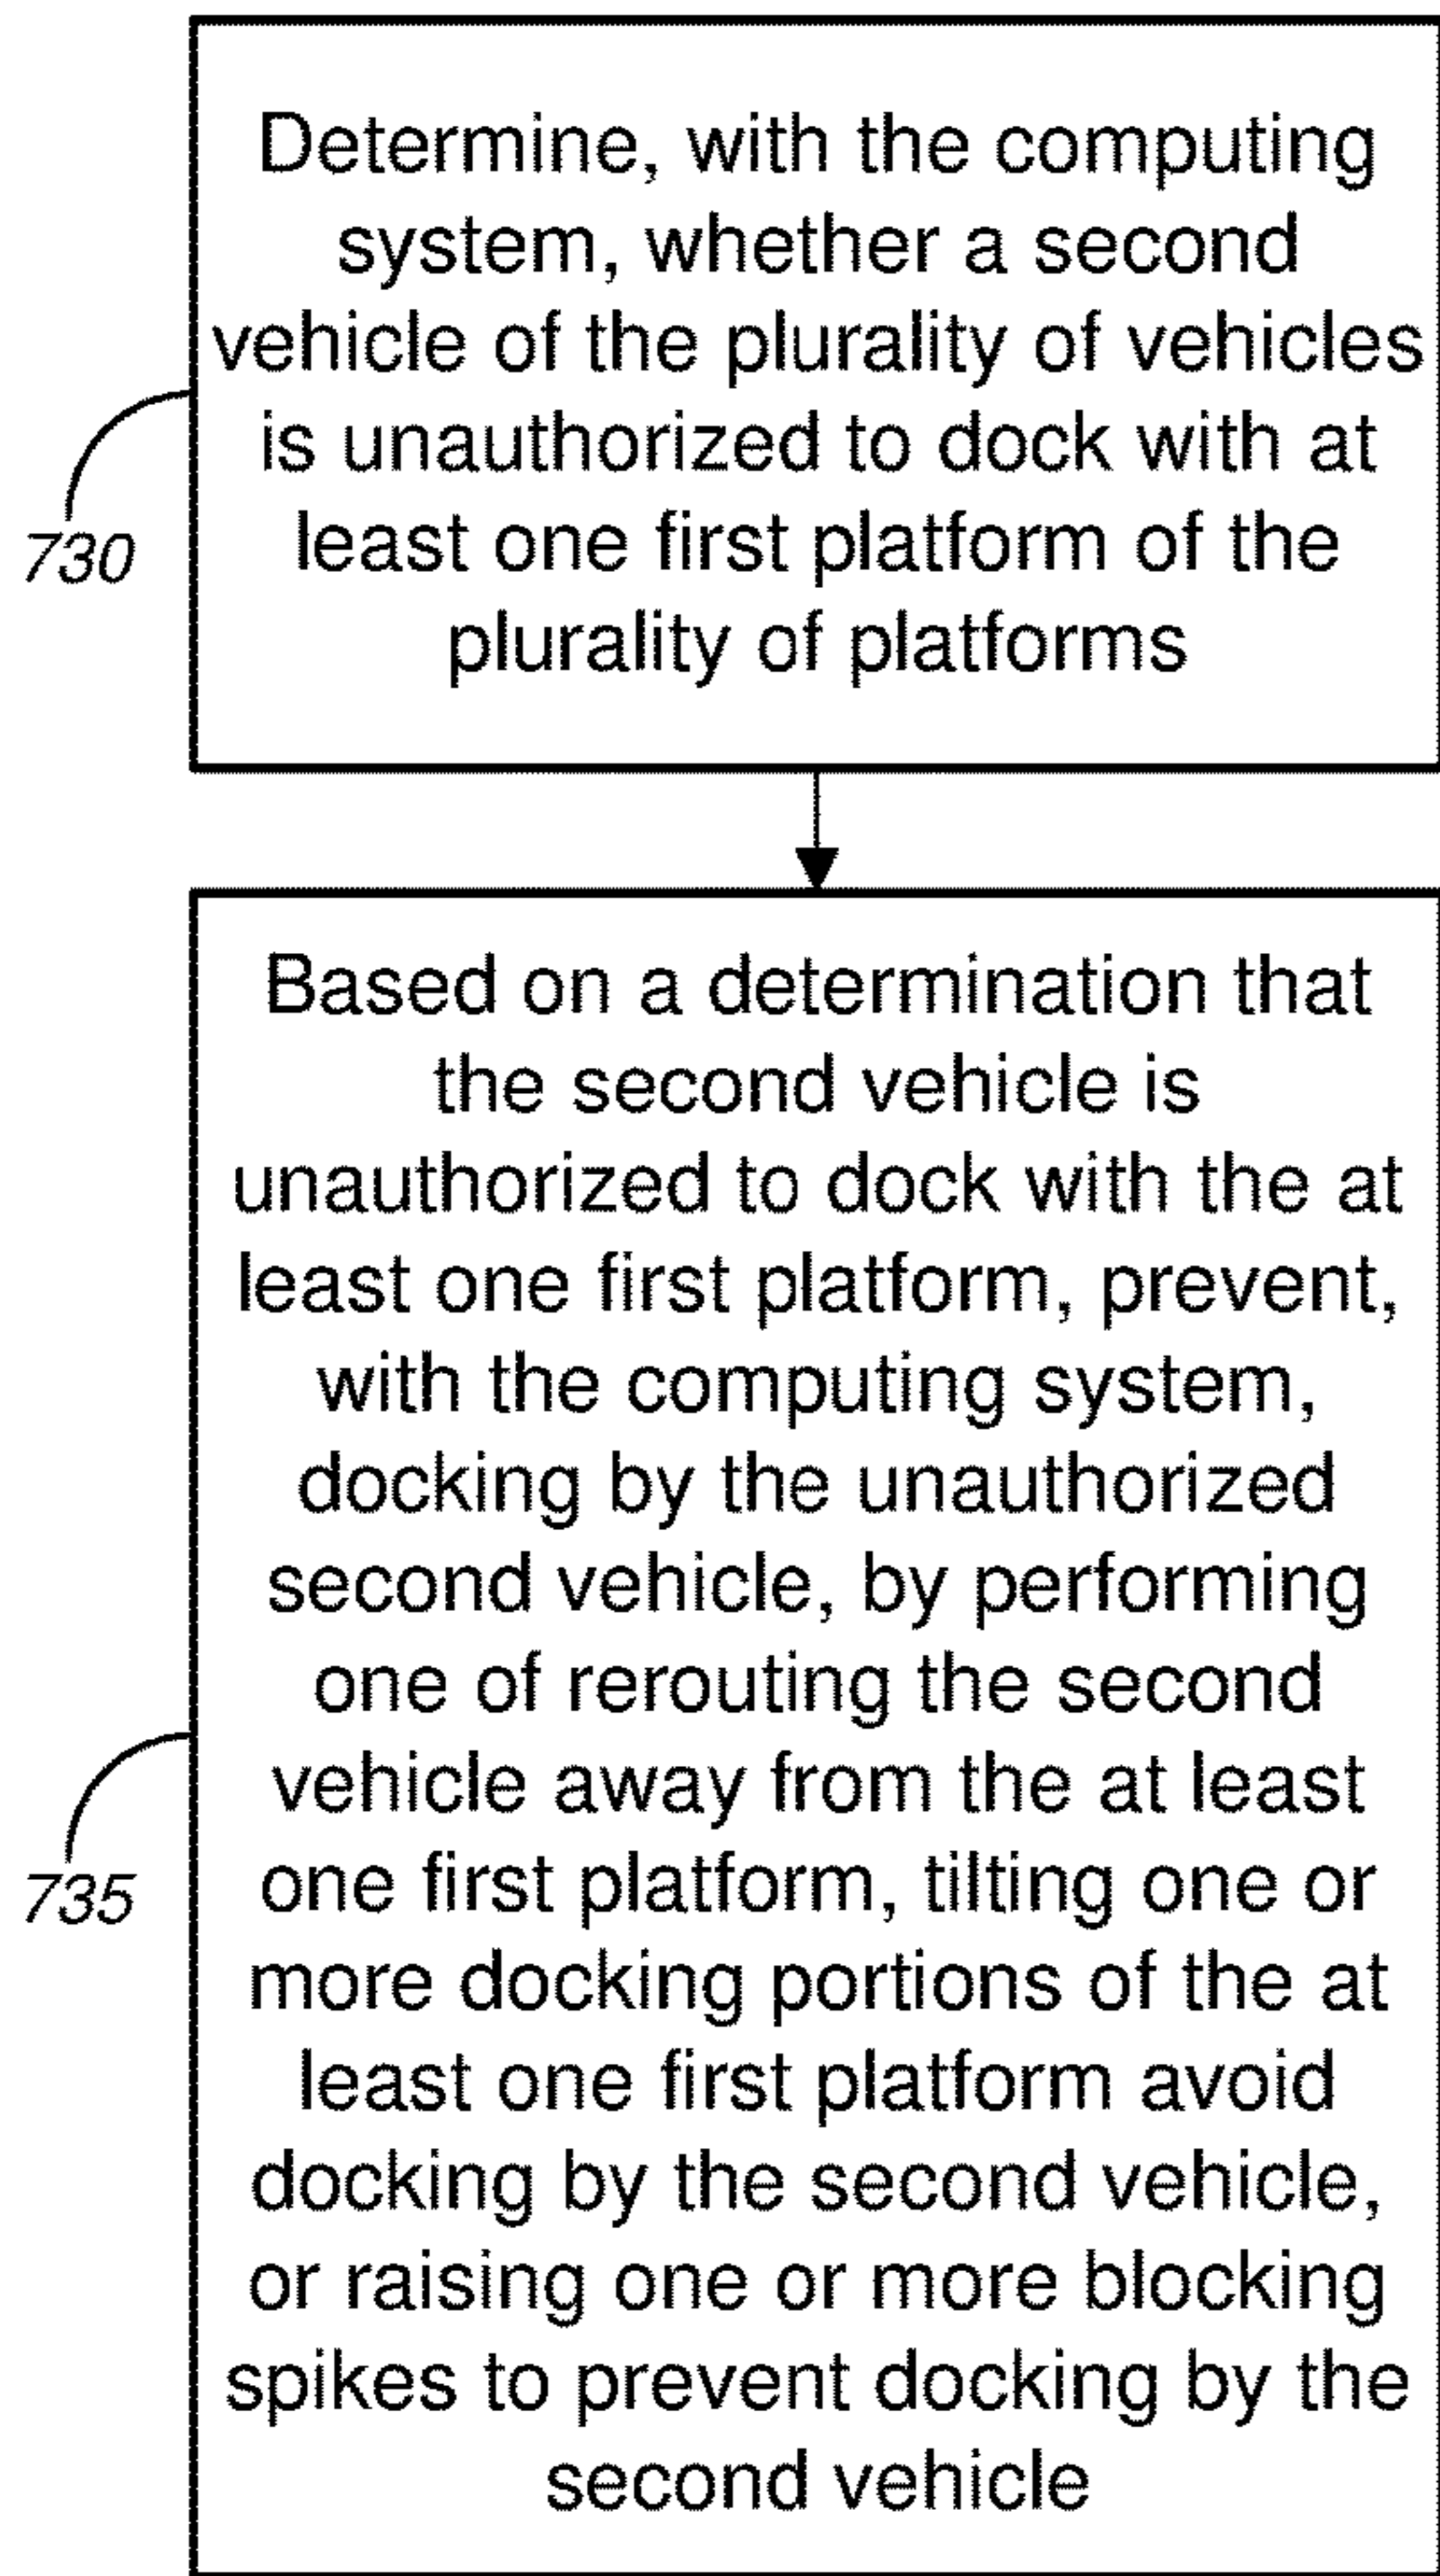 Determine, with the computing
system, whether a second
vehicle of the plurality of vehicles
is unauthorized to dock with at
least one first platform of the
plurality of platforms
730
Based on a determination that
the second vehicle is
unauthorized to dock with the at
least one first platform, prevent,
with the computing system,
docking by the unauthorized
second vehicle, by performing
one of rerouting the second
vehicle away from the at least
one first platform, tilting one or
more docking portions of the at
least one first platform avoid
docking by the second vehicle,
or raising one or more blocking
spikes to prevent docking by the
second vehicle
735